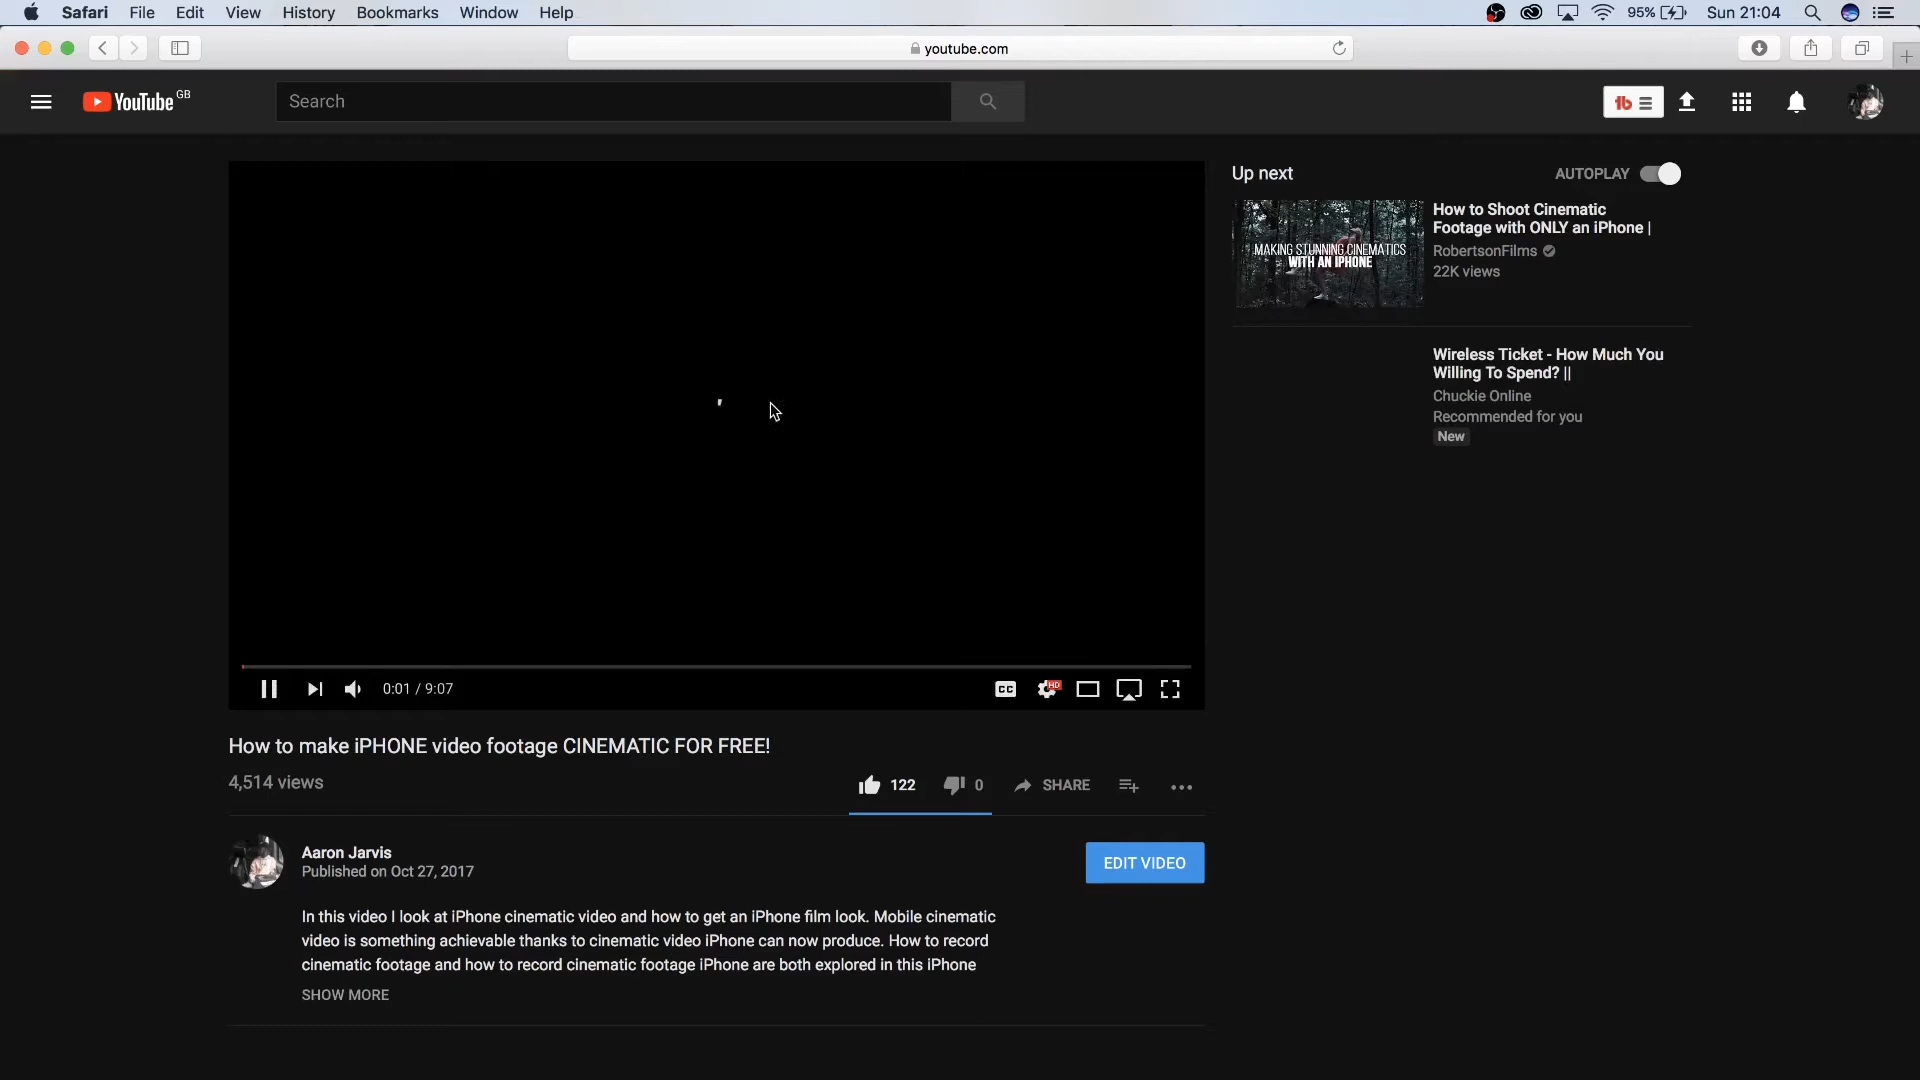 Safari File Edit View History Bookmarks Window Help 95% Sun 21:04
youtube.com
YouTube GB Search tb
Up next AUTOPLAY
MAKING STUNNING CINEMATICS
WITH AN IPHONE
How to Shoot Cinematic
Footage with ONLY an iPhone |
RobertsonFilms
22K views
Wireless Ticket - How Much You
Willing To Spend? ||
Chuckie Online
Recommended for you
New
0:01 / 9:07 CC HD
How to make iPHONE video footage CINEMATIC FOR FREE!
4,514 views
122 0 SHARE
Aaron Jarvis
Published on Oct 27, 2017
EDIT VIDEO
In this video I look at iPhone cinematic video and how to get an iPhone film look. Mobile cinematic
video is something achievable thanks to cinematic video iPhone can now produce. How to record
cinematic footage and how to record cinematic footage iPhone are both explored in this iPhone
SHOW MORE